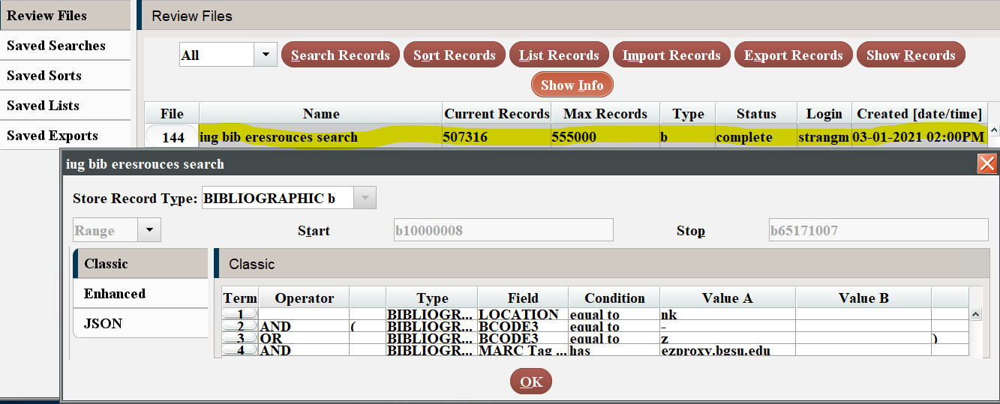 Review Files
Saved Searches
Saved Sorts
Saved Lists
Saved Exports
Review Files
All Search Records Sort Records List Records Import Records Export Records Show Records
Show Info
File Name Current Records Max Records Type Status Login Created [date/time]
144 iug bib eresrouces search 507316 555000 b complete strangm 03-01-2021 02:00PM
iug bib eresrouces search
Store Record Type: BIBLIOGRAPHIC b
Range Start b10000008 Stop b65171007
Classic
Enhanced
JSON
Classic
Term Operator Type Field Condition Value A Value B
1 BIBLIOGR... LOCATION equal to nk
2 AND ( BIBLIOGR... BCODE3 equal to -
3 OR BIBLIOGR... BCODE3 equal to z )
4 AND BIBLIOGR... MARC Tag ... has ezproxy.bgsu.edu
OK